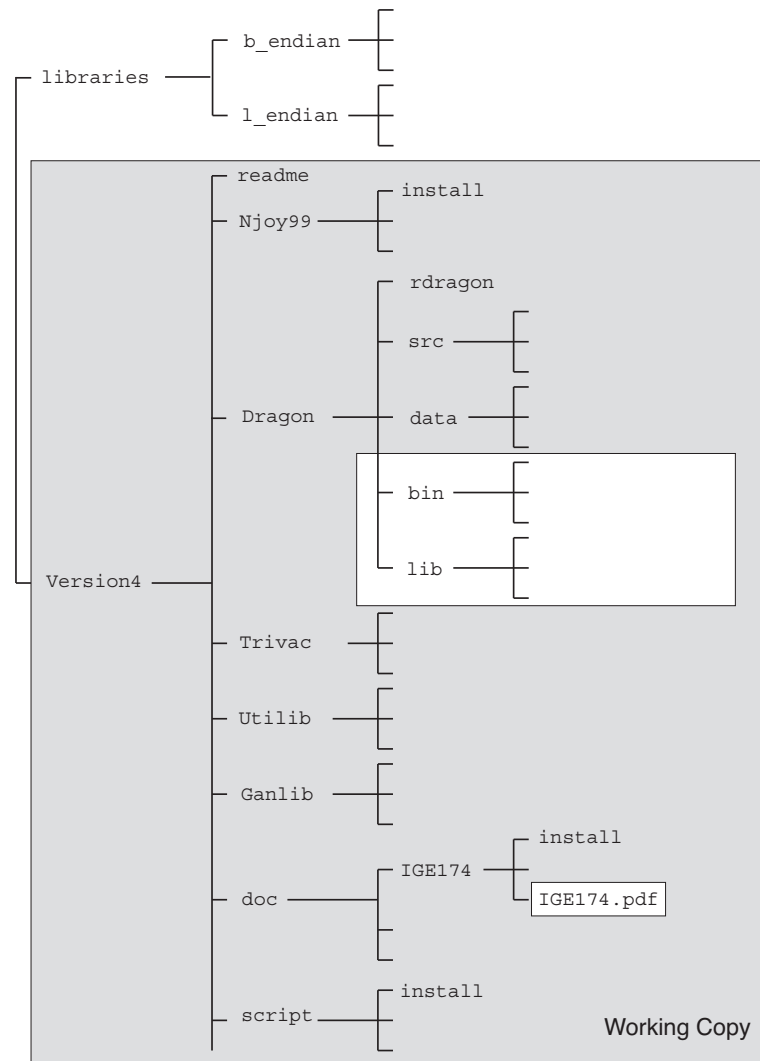 b_endian
libraries
l_endian
readme
install
Njoy99
rdragon
src
Dragon
data
bin
lib
Version4
Trivac
Utilib
Ganlib
install
IGE174
doc
IGE174.pdf
install
script
Working Copy